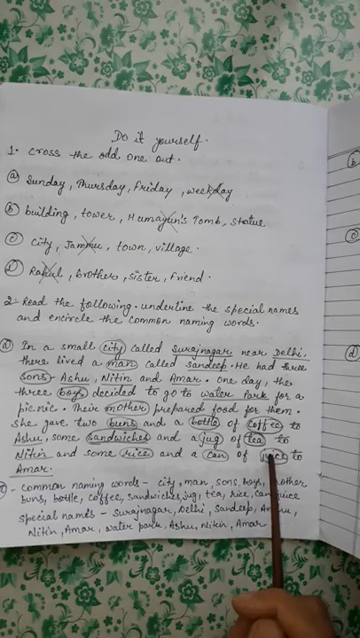 Do it yourself.
1. Cross the odd one out.
a Sunday, Thursday, Friday, weekday
b building, tower, Humayun's Tomb, statue
c City, Jammu, town, village.
d Rahul, brother, sister, friend.
2. Read the following. underline the special names
and encircle the common naming words.
a In a small city called Surajnagar near Delhi.
there lived a man called Sandeep. He had three
sons- Ashu, Nitin and Amar. One day, the
three boys decided to go to water Park for a
picnic. Their mother prepared food for them.
She gave two buns and a bottle of coffee to
Ashu, some sandwiches and a jug of tea to
Nitin and some rice and a can of juice to
Amar.
- Common naming words - city, man, sons, boys, mother
buns, bottle, coffee, sandwiches, jug, tea, rice, can, juice
special names - Surajnagar, Delhi, Sandeep,
Nitin, Amar, water park, Ashu, Nitin, Amar
b
c
d